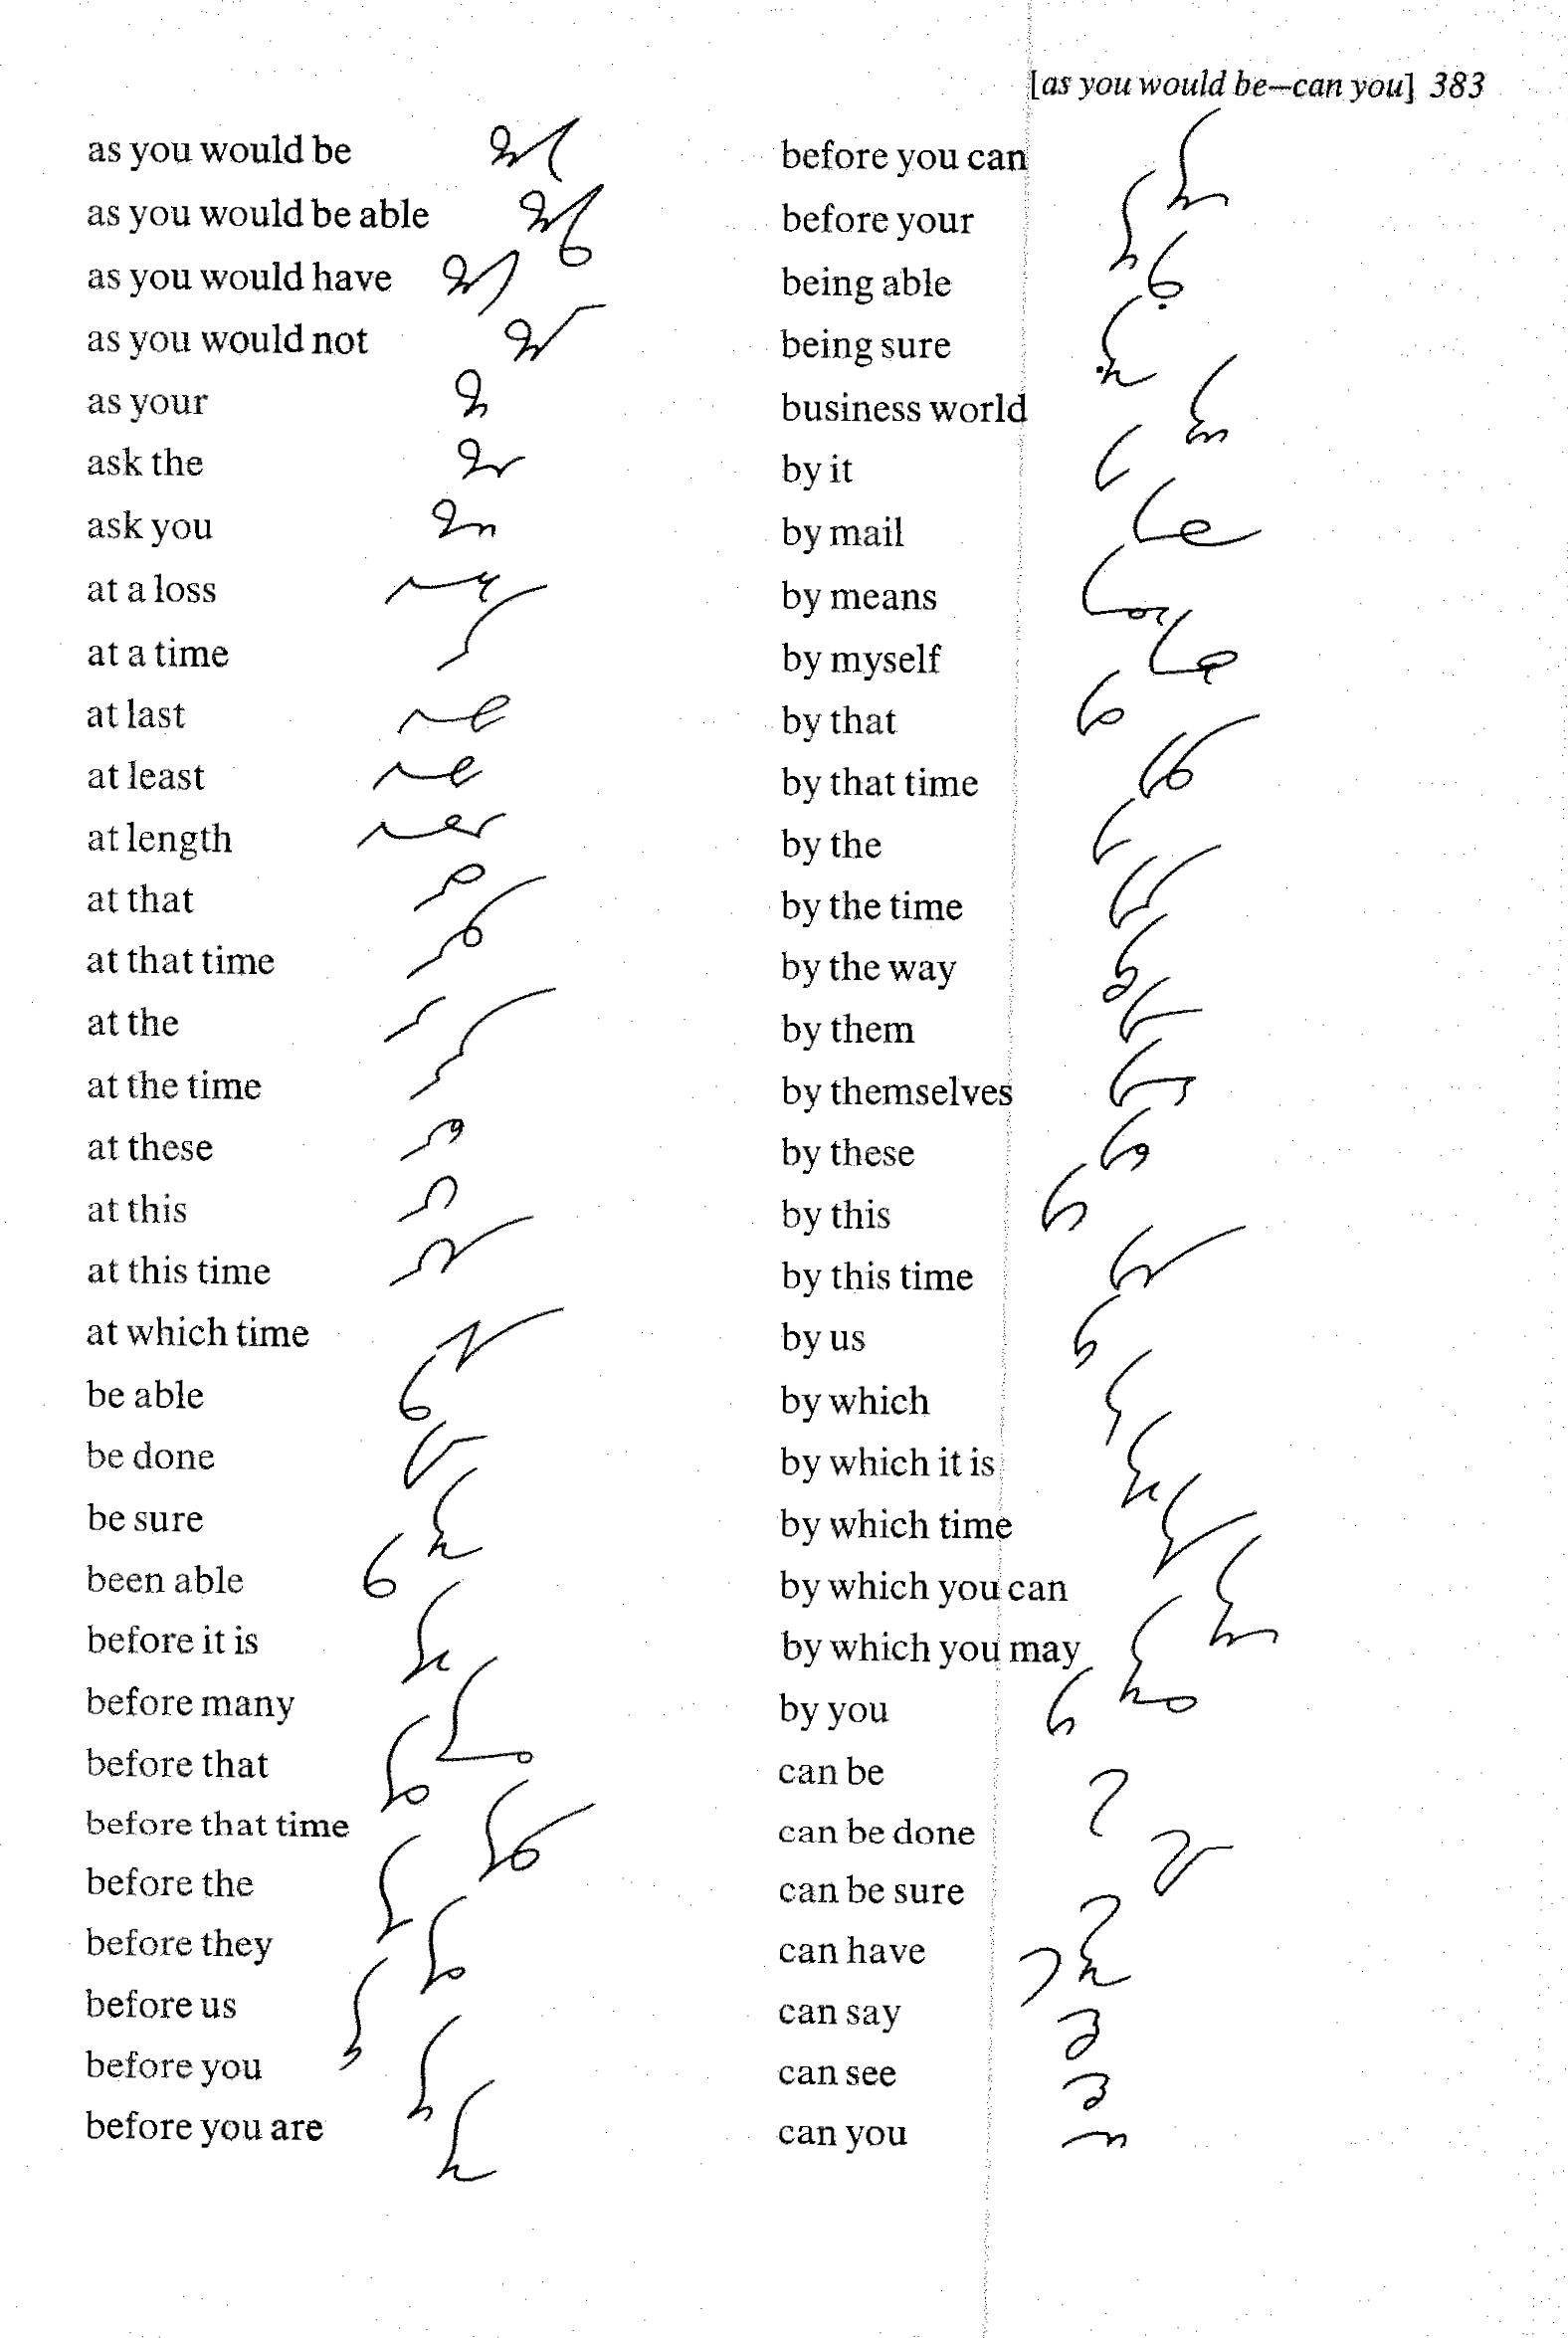 [as you would be—can you] 383
as you would be
as you would be able
as you would have
as you would not
as your
ask the
ask you
at a loss
at a time
at last
at least
at length
at that
at that time
at the
at the time
at these
at this
at this time
at which time
be able
be done
be sure
been able
before it is
before many
before that
before that time
before the
before they
before us
before you
before you are
before you can
before your
being able
being sure
business world
by it
by mail
by means
by myself
by that
by that time
by the
by the time
by the way
by them
by themselves
by these
by this
by this time
by us
by which
by which it is
by which time
by which you can
by which you may
by you
can be
can be done
can be sure
can have
can say
can see
can you